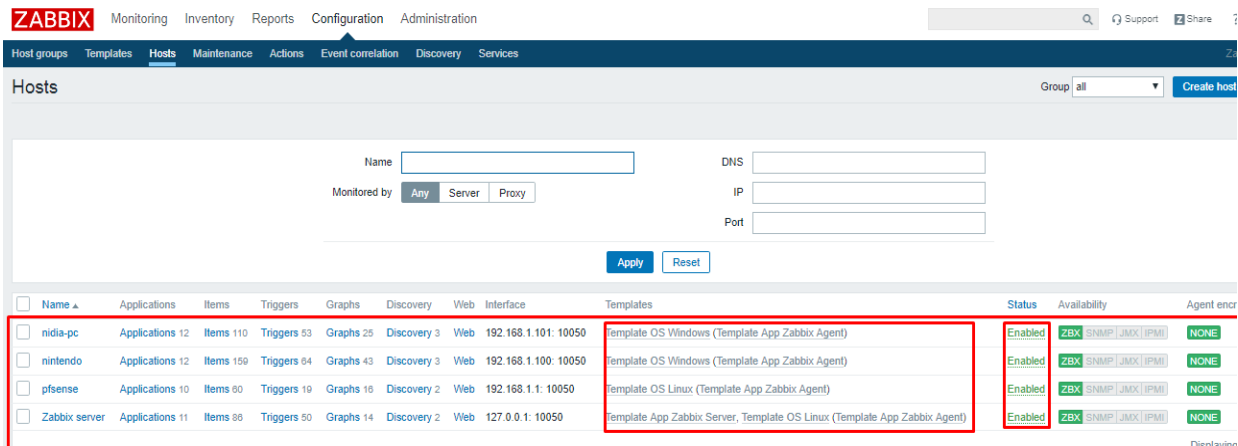 ZABBIX Monitoring Inventory Reports Configuration Administration Support Z Share ?
Host groups Templates Hosts Maintenance Actions Event correlation Discovery Services Za
Hosts Group all Create host
Name DNS
Monitored by Any Server Proxy IP
Port
Apply Reset
Name Applications Items Triggers Graphs Discovery Web Interface Templates Status Availability Agent encr
nidia-pc Applications 12 Items 110 Triggers 53 Graphs 25 Discovery 3 Web 192.168.1.101: 10050 Template OS Windows (Template App Zabbix Agent) Enabled ZBX SNMP JMX IPMI NONE
nintendo Applications 12 Items 159 Triggers 64 Graphs 43 Discovery 3 Web 192.168.1.100: 10050 Template OS Windows (Template App Zabbix Agent) Enabled ZBX SNMP JMX IPMI NONE
pfsense Applications 10 Items 60 Triggers 19 Graphs 16 Discovery 2 Web 192.168.1.1: 10050 Template OS Linux (Template App Zabbix Agent) Enabled ZBX SNMP JMX IPMI NONE
Zabbix server Applications 11 Items 86 Triggers 50 Graphs 14 Discovery 2 Web 127.0.0.1: 10050 Template App Zabbix Server, Template OS Linux (Template App Zabbix Agent) Enabled ZBX SNMP JMX IPMI NONE
Displaying